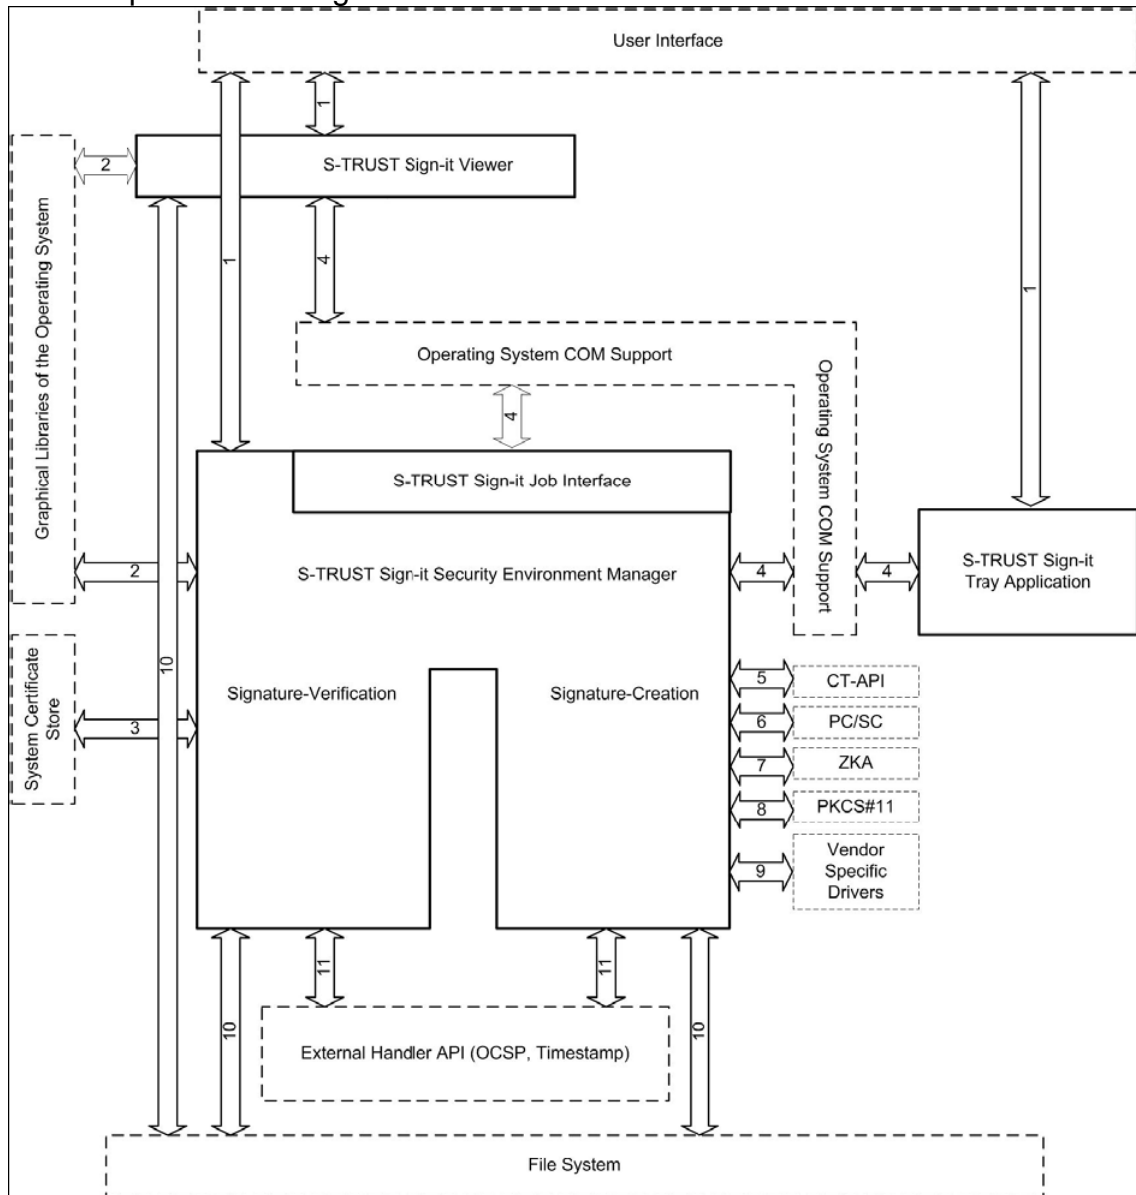 User Interface
1
1
S-TRUST Sign-it Viewer
2
Graphical Libraries of the Operating System
1
4
1
Operating System COM Support
Operating System COM Support
4
S-TRUST Sign-it Job Interface
2
S-TRUST Sign-it Security Environment Manager
4
4
S-TRUST Sign-it
Tray Application
10
System Certificate
Store
3
Signature-Verification
Signature-Creation
5
CT-API
6
PC/SC
7
ZKA
8
PKCS#11
9
Vendor
Specific
Drivers
11
11
10
10
External Handler API (OCSP, Timestamp)
File System